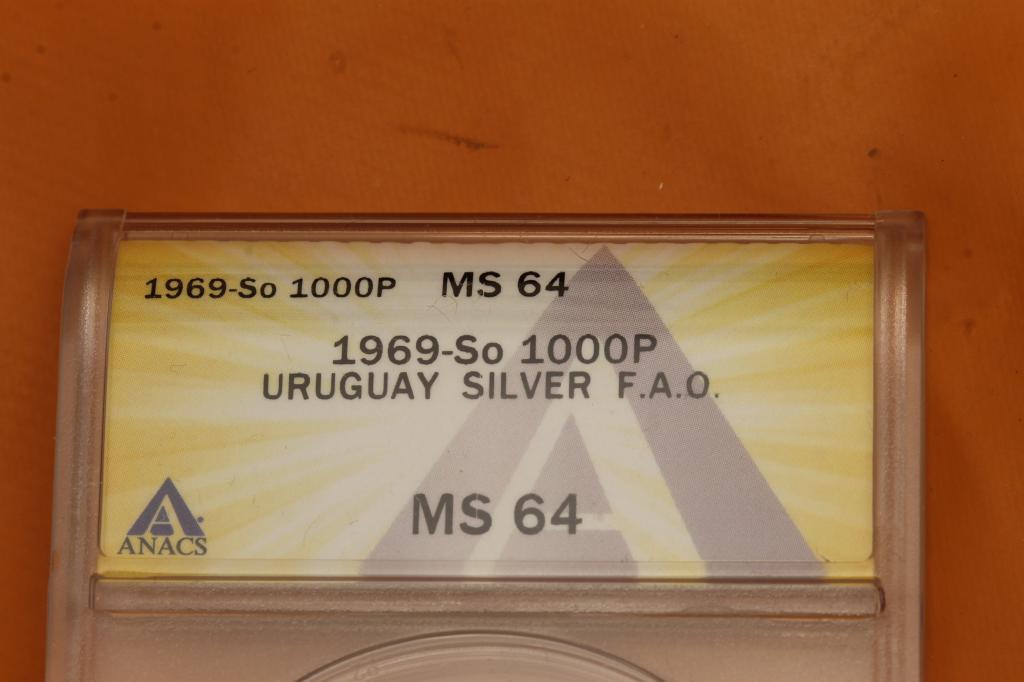 1969-So 1000P MS 64
1969-So 1000P
URUGUAY SILVER F.A.O.
MS 64
ANACS